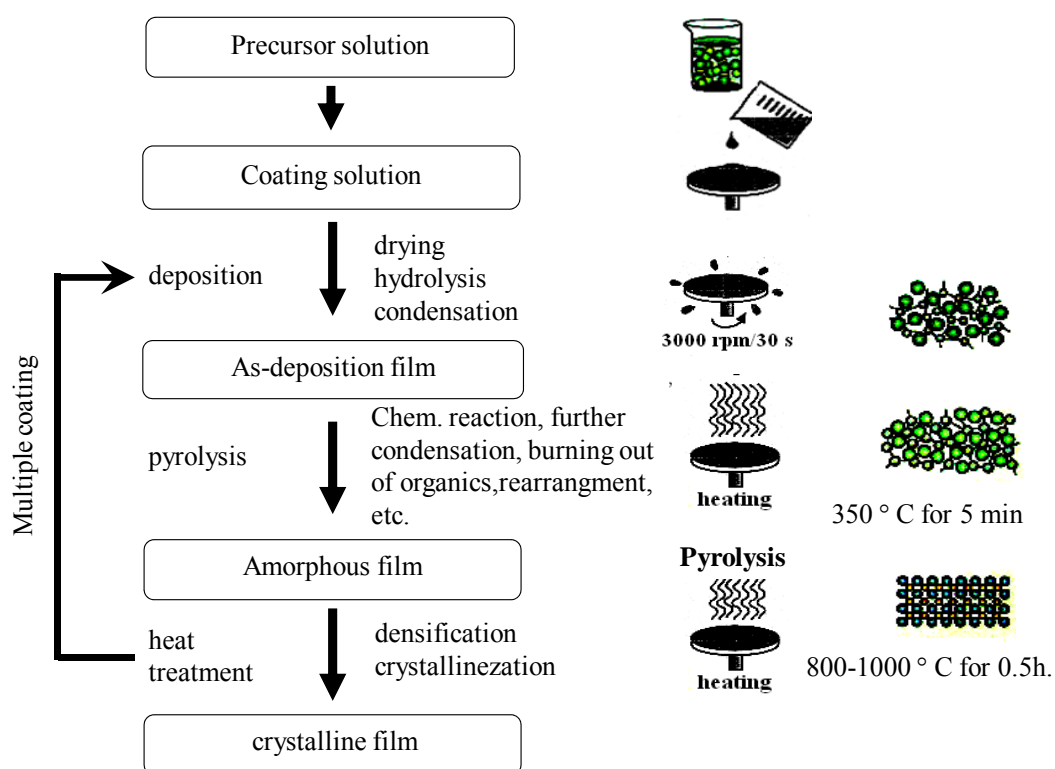 Precursor solution
Coating solution
deposition
drying
hydrolysis
condensation
3000 rpm/30 s
As-deposition film
Multiple coating
pyrolysis
Chem. reaction, further
condensation, burning out
of organics,rearrangment,
etc.
heating
350 ° C for 5 min
Amorphous film
Pyrolysis
heat
treatment
densification
crystallinezation
heating
800-1000 ° C for 0.5h.
crystalline film